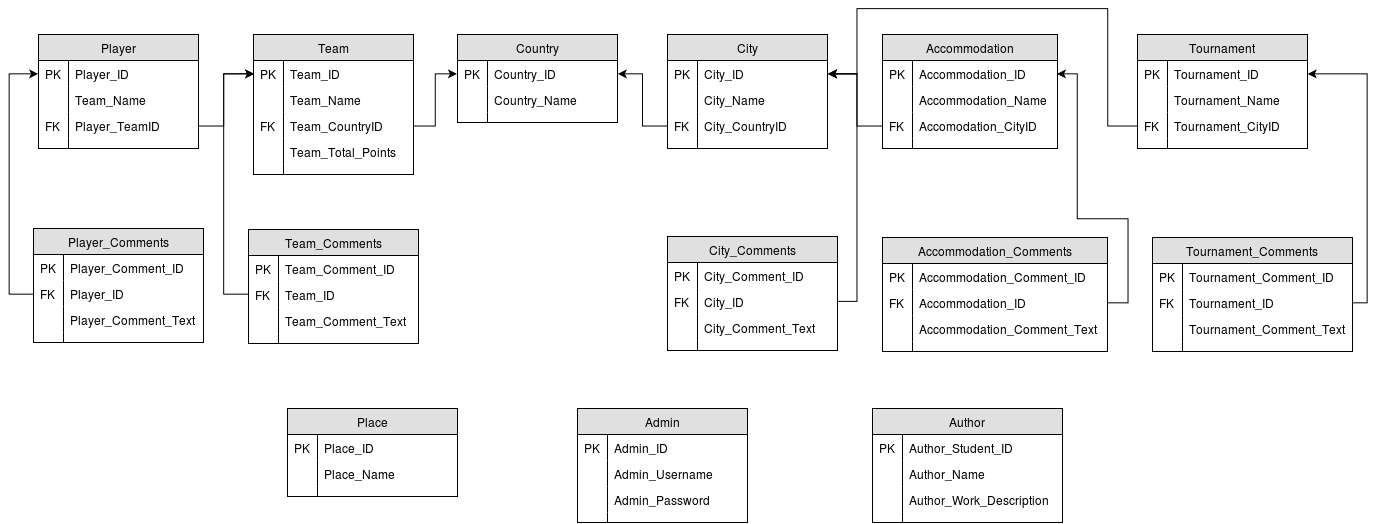 Player
PK Player_ID
Team_Name
FK Player_TeamID
Team
PK Team_ID
Team_Name
FK Team_CountryID
Team_Total_Points
Country
PK Country_ID
Country_Name
City
PK City_ID
City_Name
FK City_CountryID
Accommodation
PK Accommodation_ID
Accommodation_Name
FK Accomodation_CityID
Tournament
PK Tournament_ID
Tournament_Name
FK Tournament_CityID
Player_Comments
PK Player_Comment_ID
FK Player_ID
Player_Comment_Text
Team_Comments
PK Team_Comment_ID
FK Team_ID
Team_Comment_Text
City_Comments
PK City_Comment_ID
FK City_ID
City_Comment_Text
Accommodation_Comments
PK Accommodation_Comment_ID
FK Accommodation_ID
Accommodation_Comment_Text
Tournament_Comments
PK Tournament_Comment_ID
FK Tournament_ID
Tournament_Comment_Text
Place
PK Place_ID
Place_Name
Admin
PK Admin_ID
Admin_Username
Admin_Password
Author
PK Author_Student_ID
Author_Name
Author_Work_Description